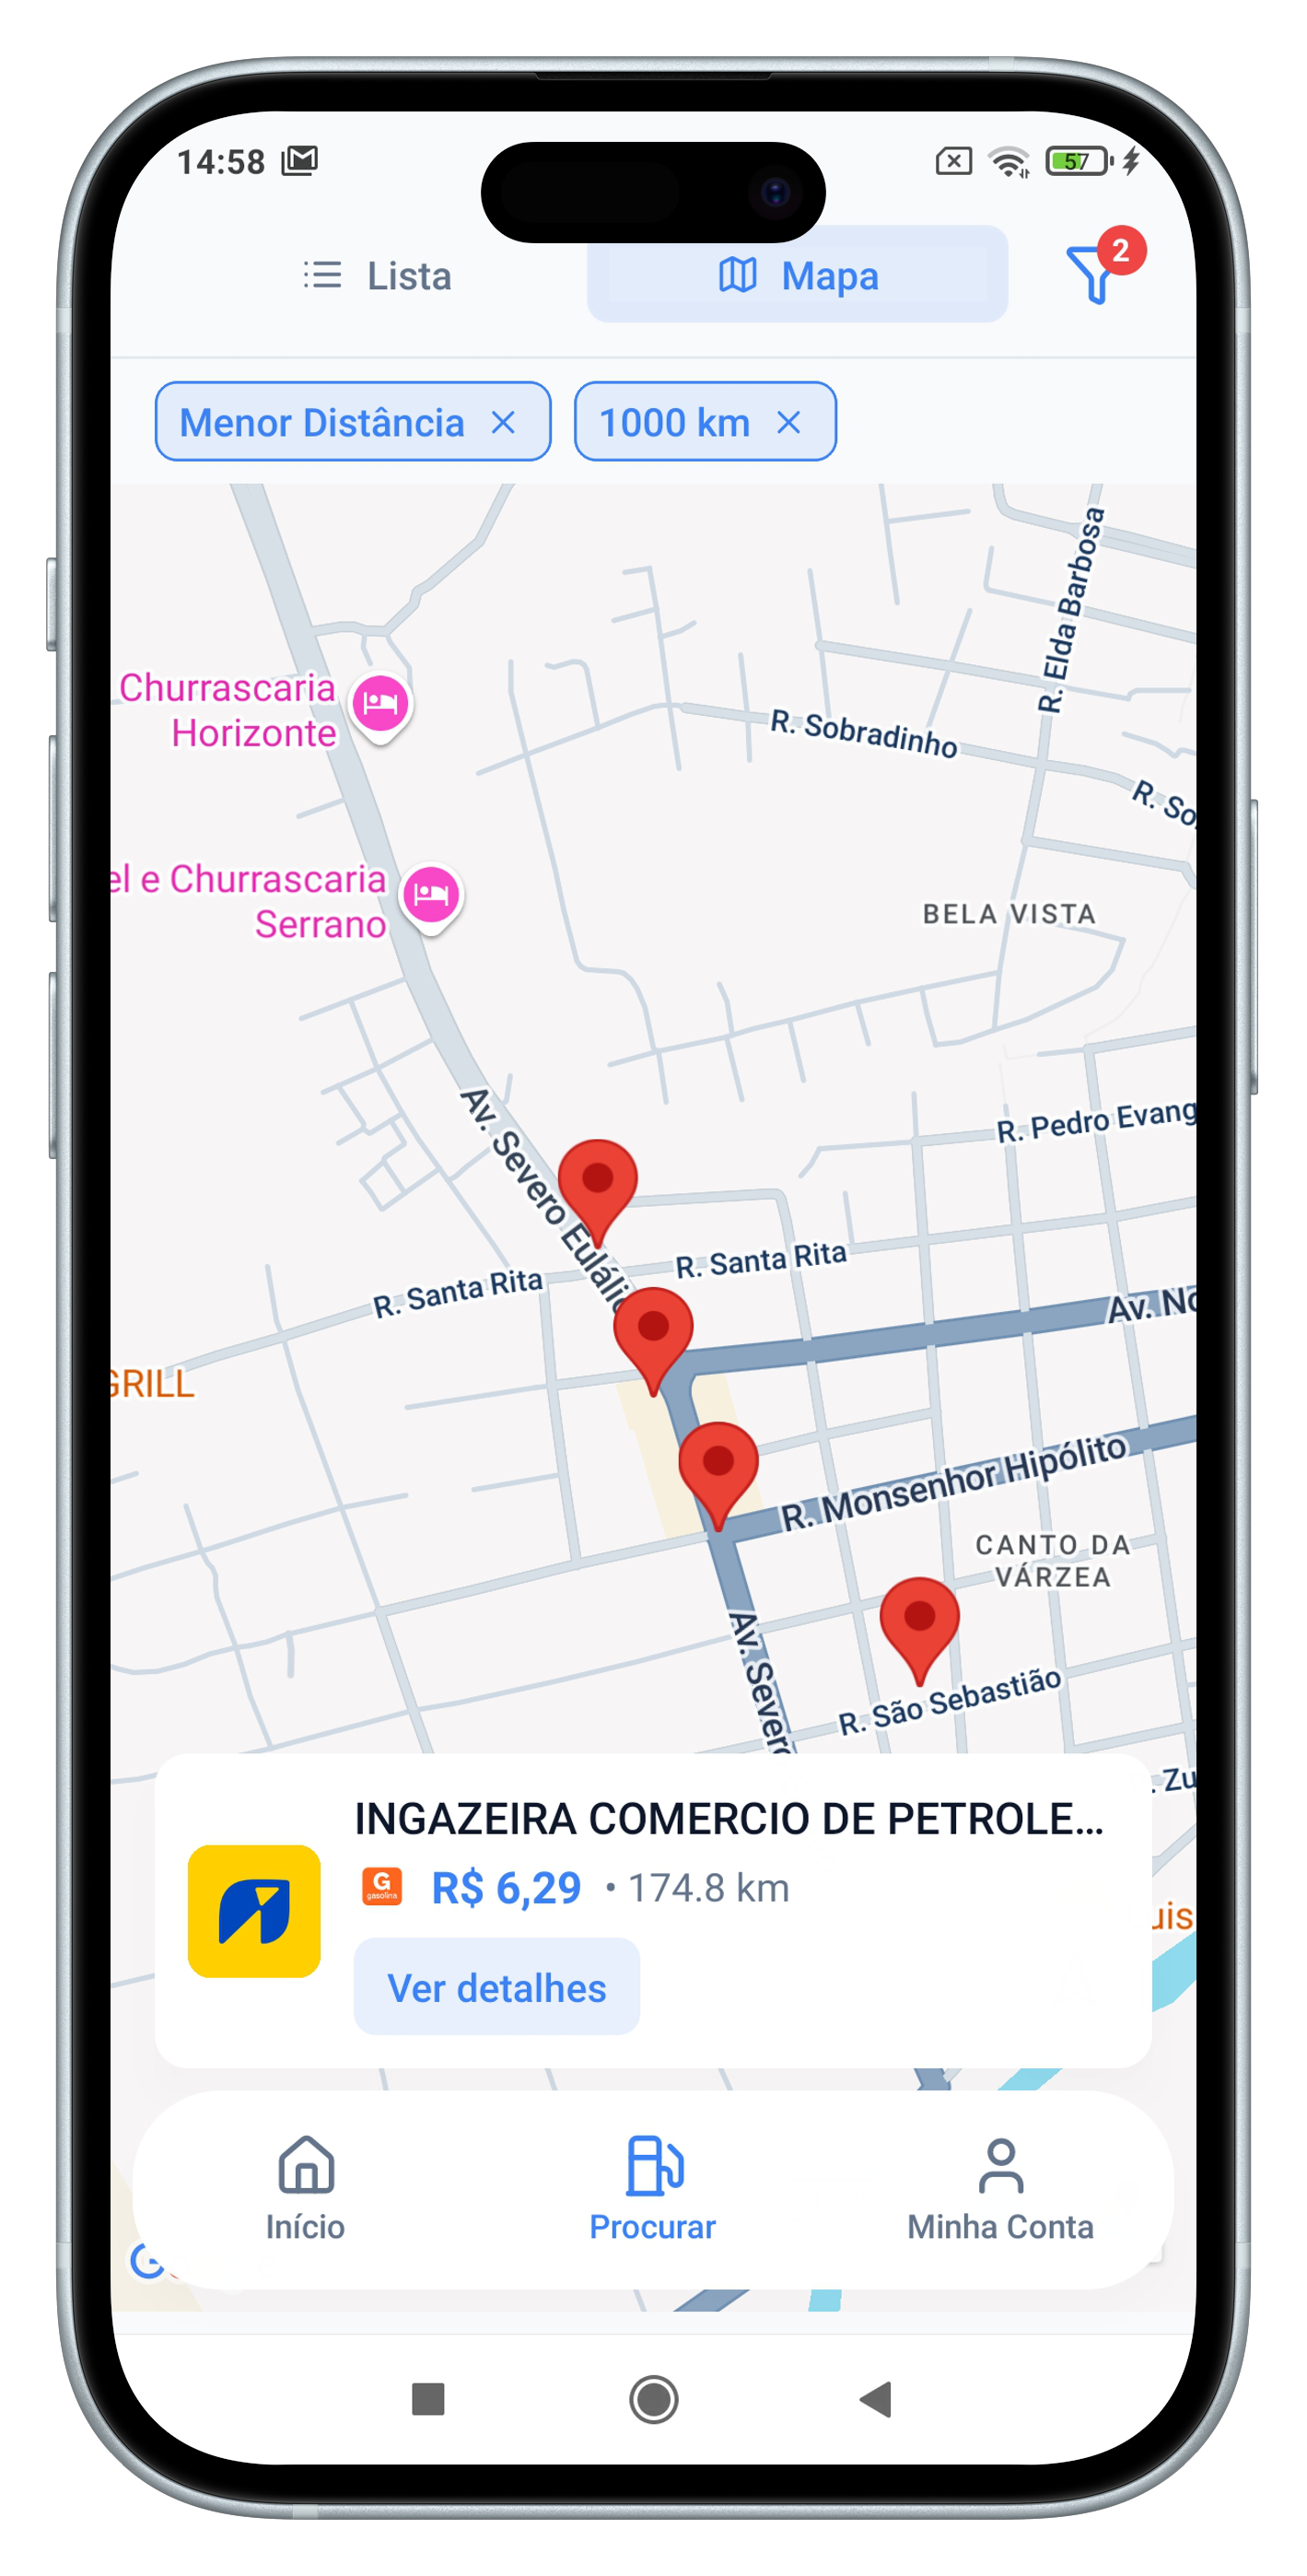 14:58
57
Lista
Mapa
2
Menor Distância
1000 km
R. Elda Barbosa
Churrascaria
Horizonte
R. Sobradinho
R. So
el e Churrascaria
Serrano
BELA VISTA
Av. Severo Eulálio
R. Pedro Evang
R. Santa Rita
R. Santa Rita
Av. No
GRILL
R. Monsenhor Hipólito
CANTO DA
VÁRZEA
Av. Severo
R. São Sebastião
. Zu
INGAZEIRA COMERCIO DE PETROLE...
G
gasolina
R$ 6,29 • 174.8 km
uis
Ver detalhes
Início
Procurar
Minha Conta
G